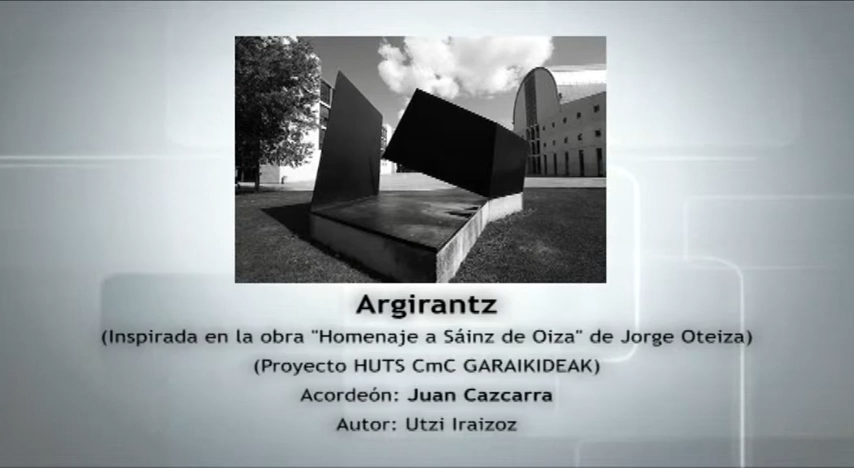 Argirantz
(Inspirada en la obra "Homenaje a Sáinz de Oiza" de Jorge Oteiza)
(Proyecto HUTS CmC GARAIKIDEAK)
Acordeón: Juan Cazcarra
Autor: Utzi Iraizoz